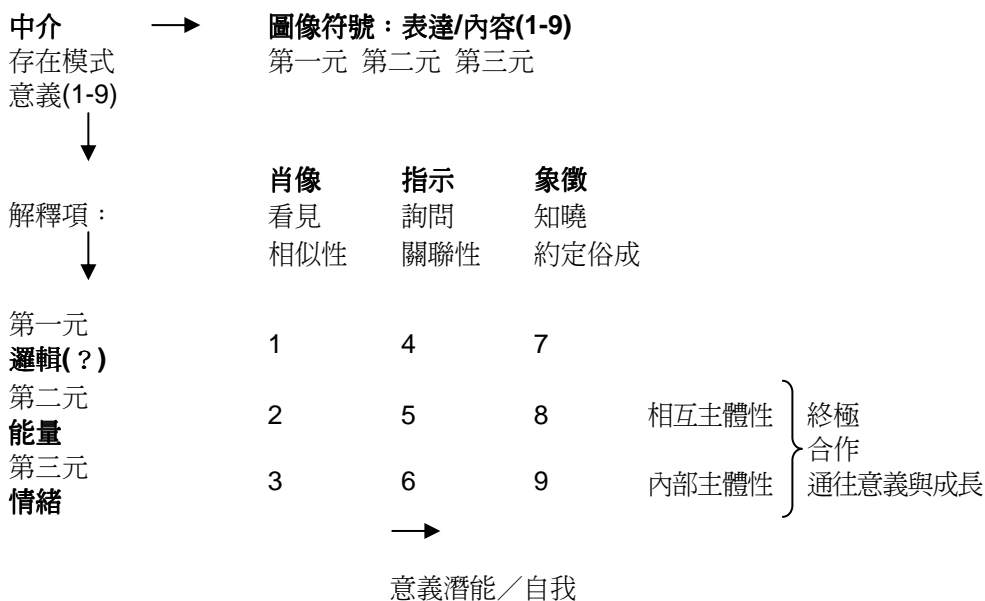 中介 圖像符號：表達/內容(1-9)
存在模式 第一元 第二元 第三元
意義(1-9)
肖像 指示 象徵
解釋項： 看見 詢問 知曉
相似性 關聯性 約定俗成
第一元
邏輯(？)
1 4 7
第二元
能量
2 5 8 相互主體性 終極
合作
第三元
情緒
3 6 9 內部主體性 通往意義與成長
意義潛能／自我